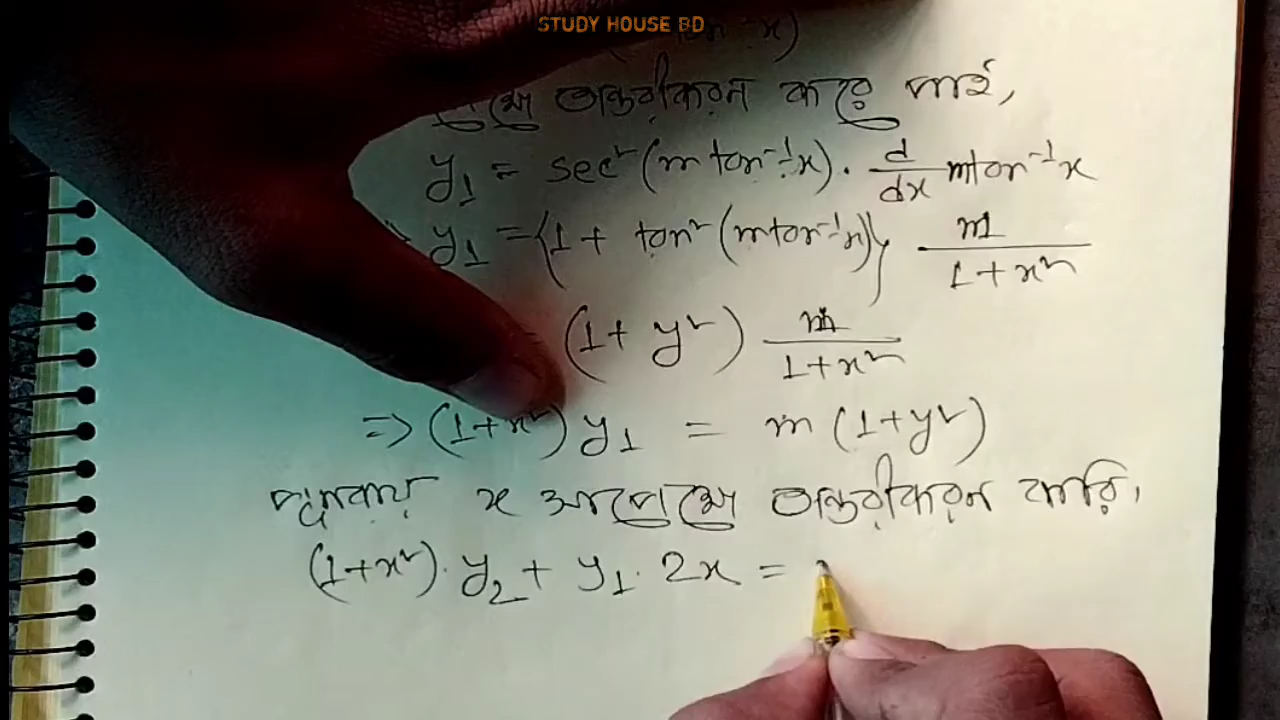 STUDY HOUSE BD
x)
অন্তরীকরন করে পাই,
y₁ = sec² (m tan⁻¹x) · d/dx m tan⁻¹x
y₁ = {1 + tan² (m tan⁻¹x)} m/1+x²
(1 + y²) m/1+x²
=> (1+x²) y₁ = m (1+y²)
পুনরায় x সাপেক্ষে অন্তরীকরন করি,
(1+x²) · y₂ + y₁ · 2x =